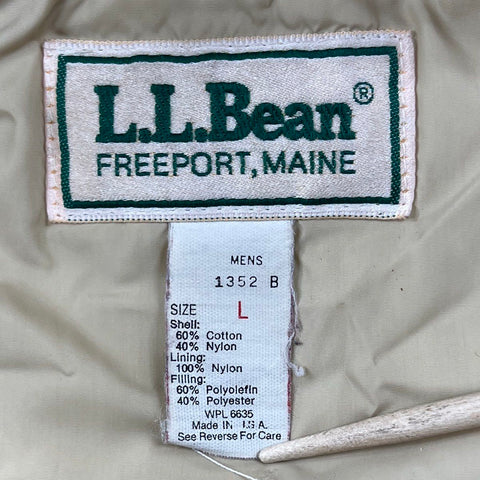 L.L.Bean®
FREEPORT, MAINE
MENS
1352 B
SIZE L
Shell:
60% Cotton
40% Nylon
Lining:
100% Nylon
Filling:
60% Polyolefin
40% Polyester
WPL 6635
Made in U.S.A.
See Reverse For Care